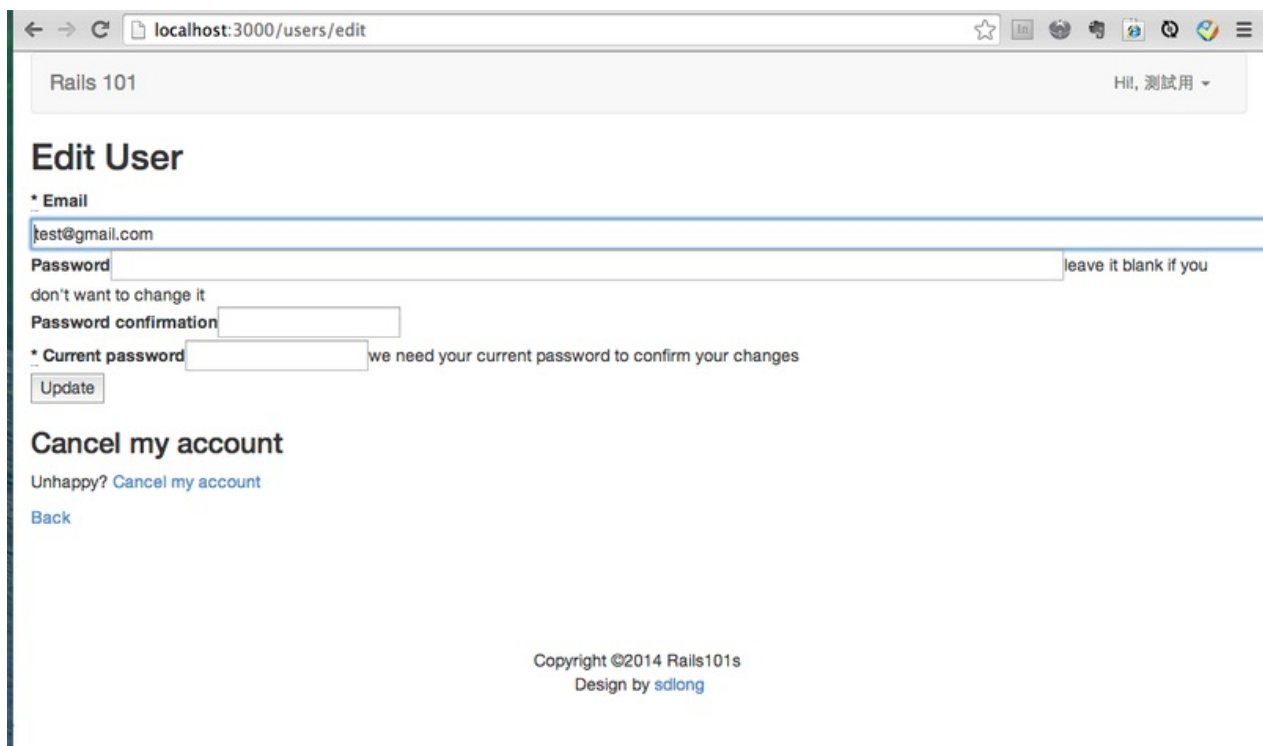 localhost:3000/users/edit
Rails 101
Hi!, 測試用
Edit User
* Email
test@gmail.com
Password leave it blank if you
don't want to change it
Password confirmation
* Current password we need your current password to confirm your changes
Update
Cancel my account
Unhappy? Cancel my account
Back
Copyright ©2014 Rails101s
Design by sdlong